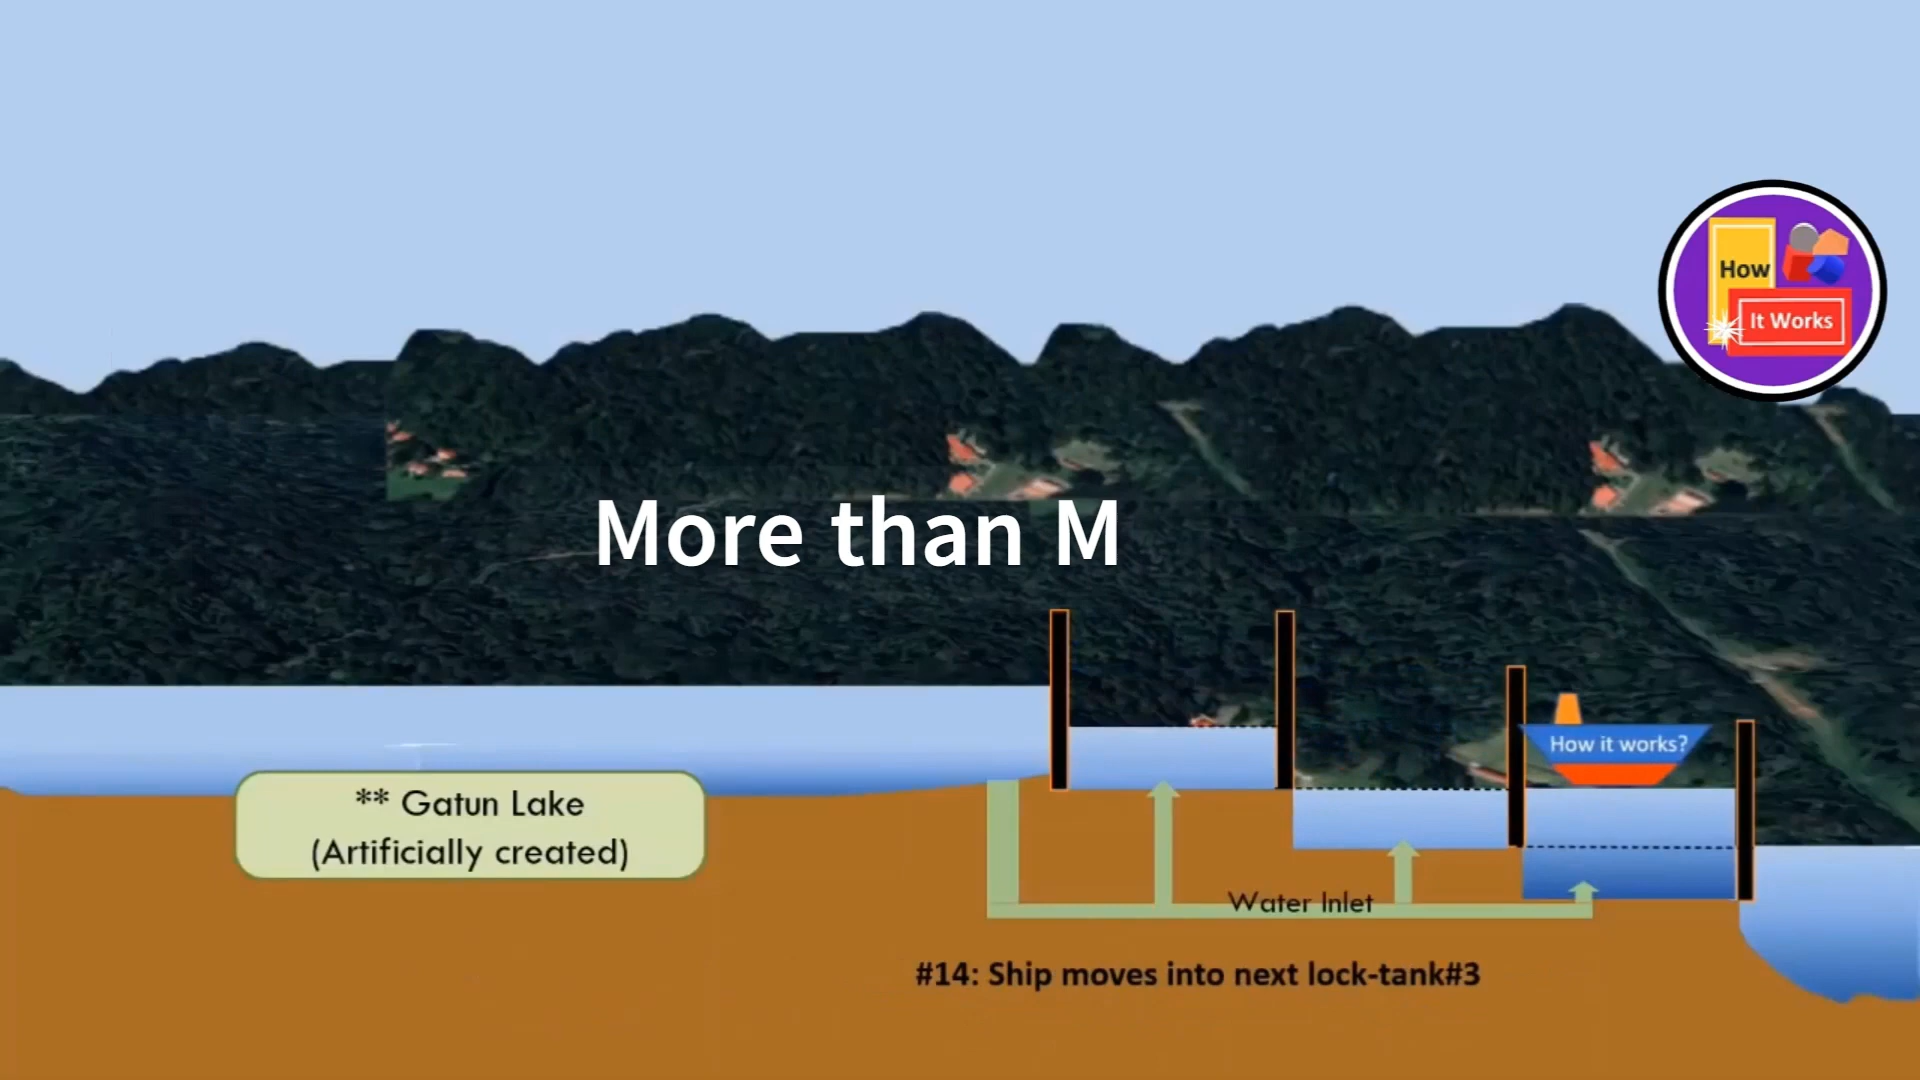 How
It Works
More than M
How it works?
** Gatun Lake
(Artificially created)
Water Inlet
#14: Ship moves into next lock-tank#3